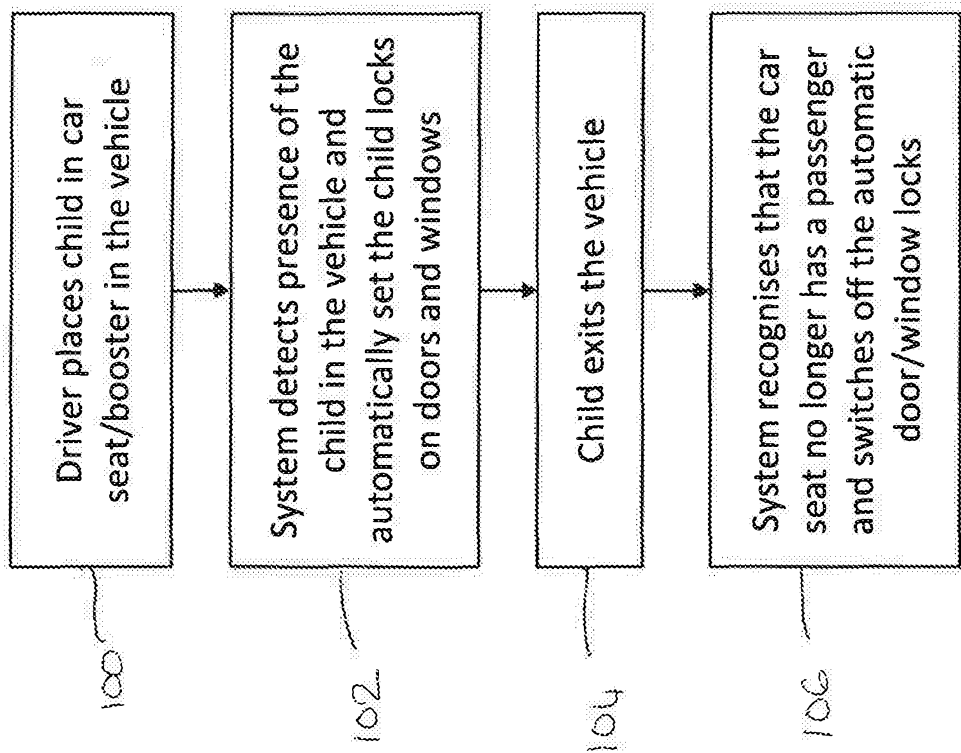 Driver places child in car
seat/booster in the vehicle
100
System detects presence of the
child in the vehicle and
automatically set the child locks
on doors and windows
102
Child exits the vehicle
104
System recognises that the car
seat no longer has a passenger
and switches off the automatic
door/window locks
106